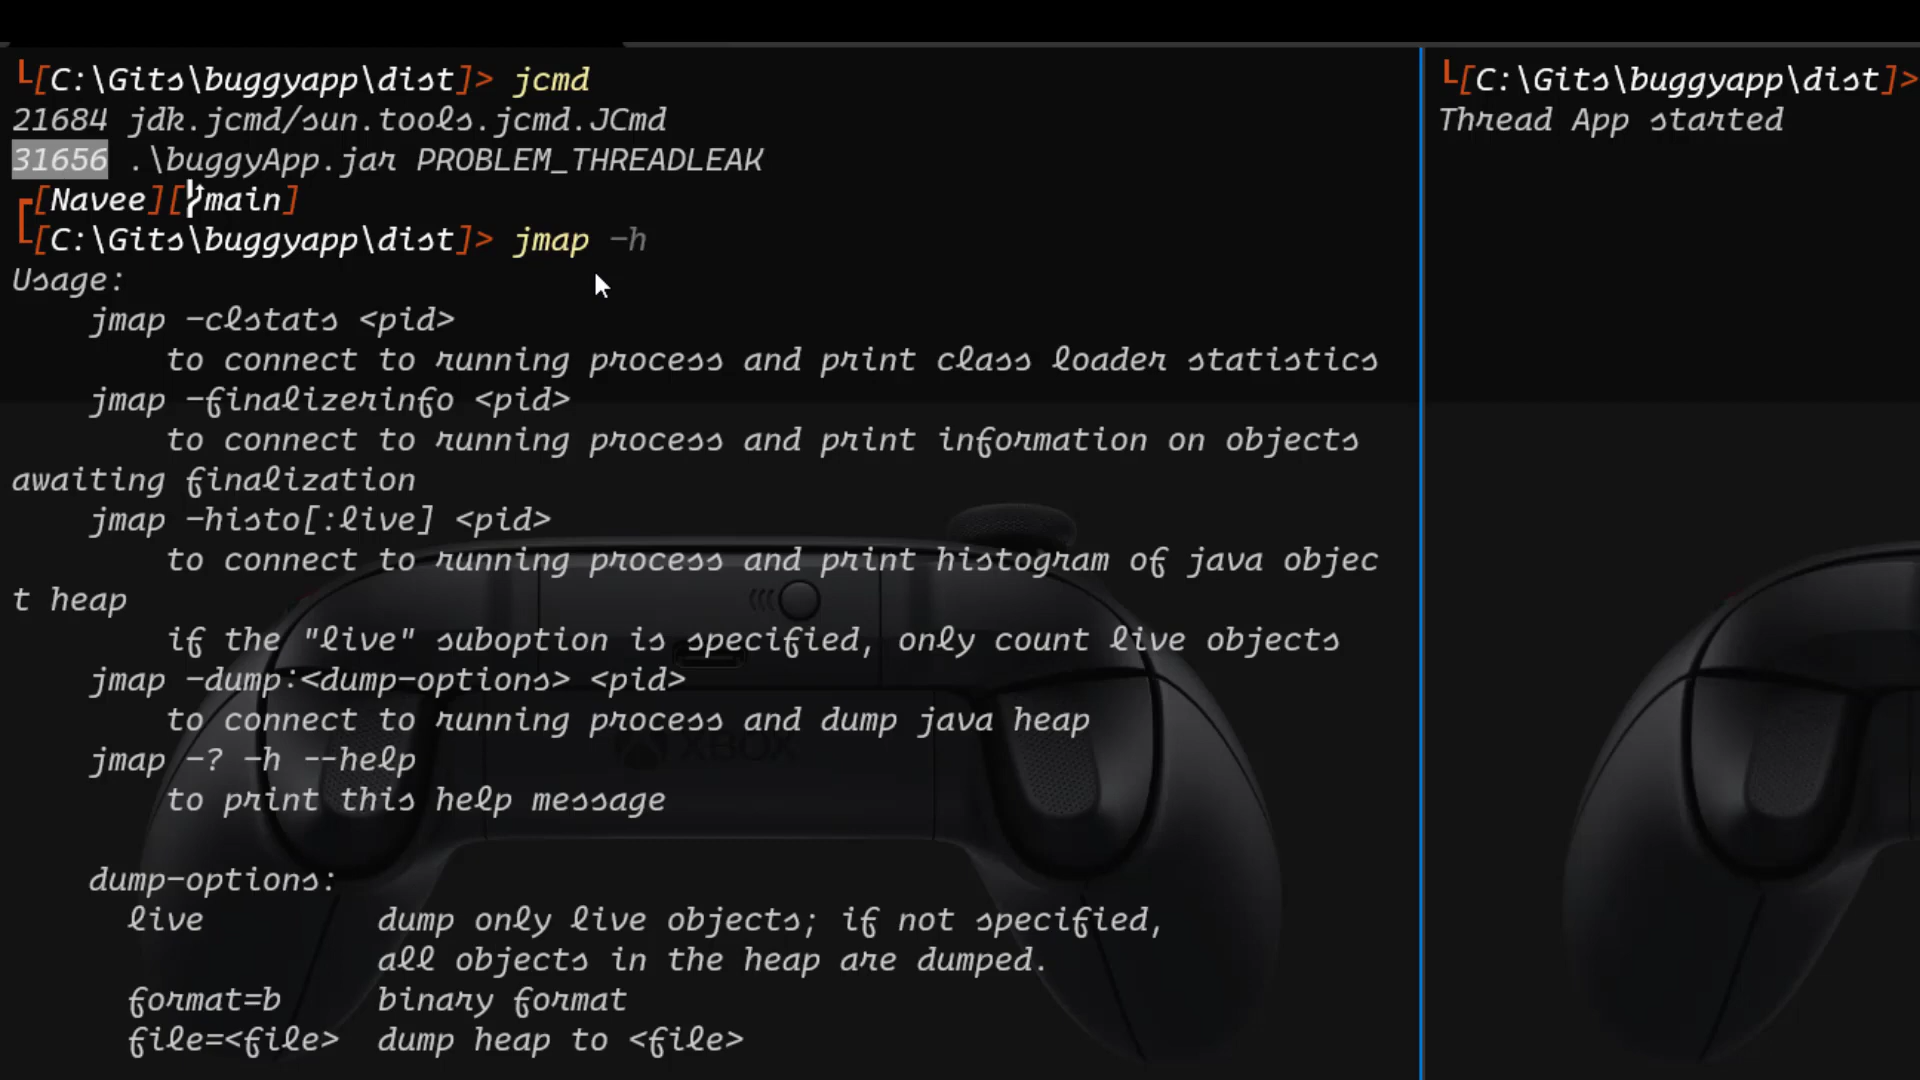 [C:\Gits\buggyapp\dist]> jcmd
21684 jdk.jcmd/sun.tools.jcmd.JCmd
31656 .\buggyApp.jar PROBLEM_THREADLEAK
[Navee][main]
[C:\Gits\buggyapp\dist]> jmap -h
Usage:
jmap -clstats <pid>
to connect to running process and print class loader statistics
jmap -finalizerinfo <pid>
to connect to running process and print information on objects
awaiting finalization
jmap -histo[:live] <pid>
to connect to running process and print histogram of java objec
t heap
if the "live" suboption is specified, only count live objects
jmap -dump:<dump-options> <pid>
to connect to running process and dump java heap
jmap -? -h --help
to print this help message
dump-options:
live dump only live objects; if not specified,
all objects in the heap are dumped.
format=b binary format
file=<file> dump heap to <file>
[C:\Gits\buggyapp\dist]>
Thread App started
XBOX